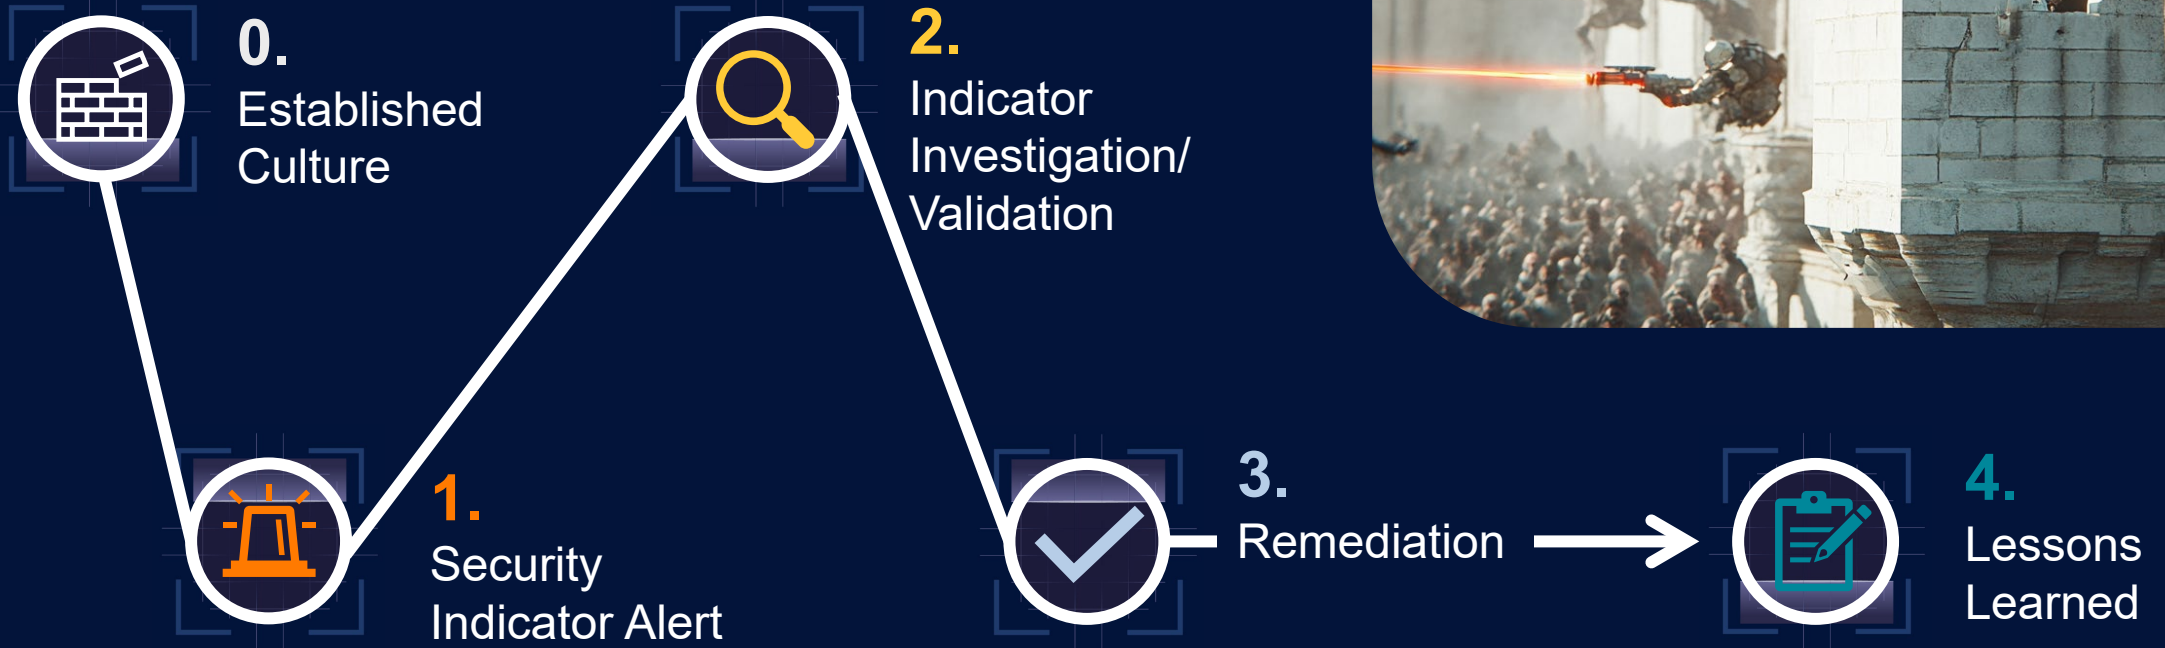 0.
Established
Culture
1.
Security
Indicator Alert
2.
Indicator
Investigation/
Validation
3.
Remediation
4.
Lessons
Learned